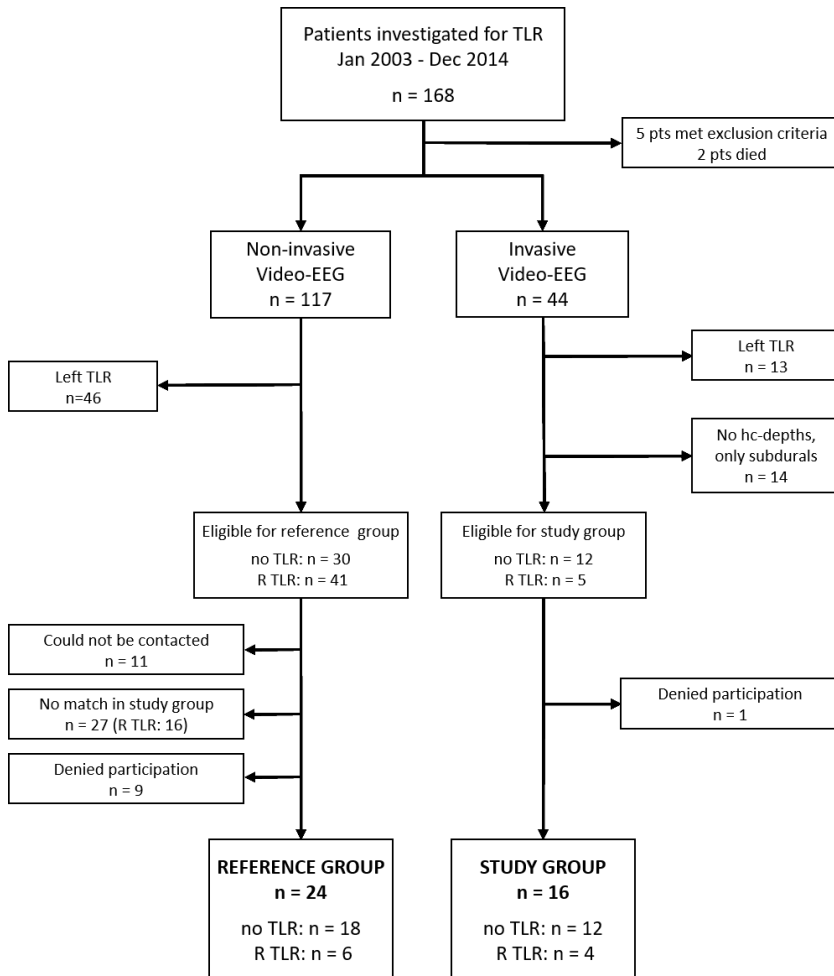 Patients investigated for TLR
Jan 2003 - Dec 2014
n = 168
5 pts met exclusion criteria
2 pts died
Non-invasive
Video-EEG
n = 117
Invasive
Video-EEG
n = 44
Left TLR
n=46
Left TLR
n = 13
No hc-depths,
only subdurals
n = 14
Eligible for reference group
no TLR: n = 30
R TLR: n = 41
Eligible for study group
no TLR: n = 12
R TLR: n = 5
Could not be contacted
n = 11
No match in study group
n = 27 (R TLR: 16)
Denied participation
n = 9
Denied participation
n = 1
REFERENCE GROUP
n = 24
no TLR: n = 18
R TLR: n = 6
STUDY GROUP
n = 16
no TLR: n = 12
R TLR: n = 4